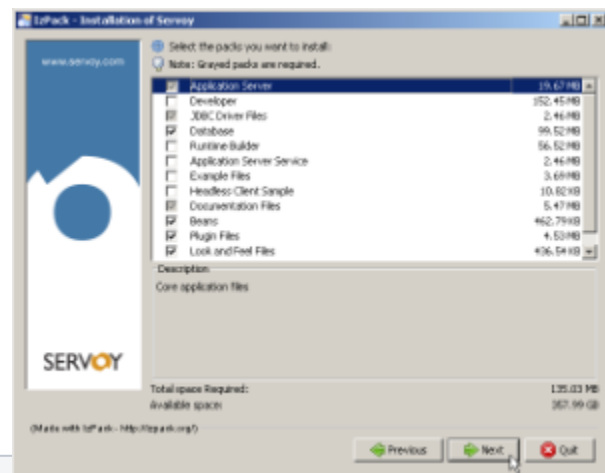 IzPack - Installation of Servoy
www.servoy.com
Select the packs you want to install:
Note: Grayed packs are required.
Application Server 19.67 MB
Developer 152.45 MB
JDBC Driver Files 2.46 MB
Database 99.52 MB
Runtime Builder 56.52 MB
Application Server Service 2.46 MB
Example Files 3.69 MB
Headless Client Sample 10.82 KB
Documentation Files 5.47 MB
Beans 462.79 KB
Plugin Files 4.53 MB
Look and Feel Files 436.54 KB
Description
Core application files
SERVOY
Total space Required: 135.03 MB
Available space: 357.99 GB
(Made with IzPack - http://izpack.org/)
Previous Next Quit